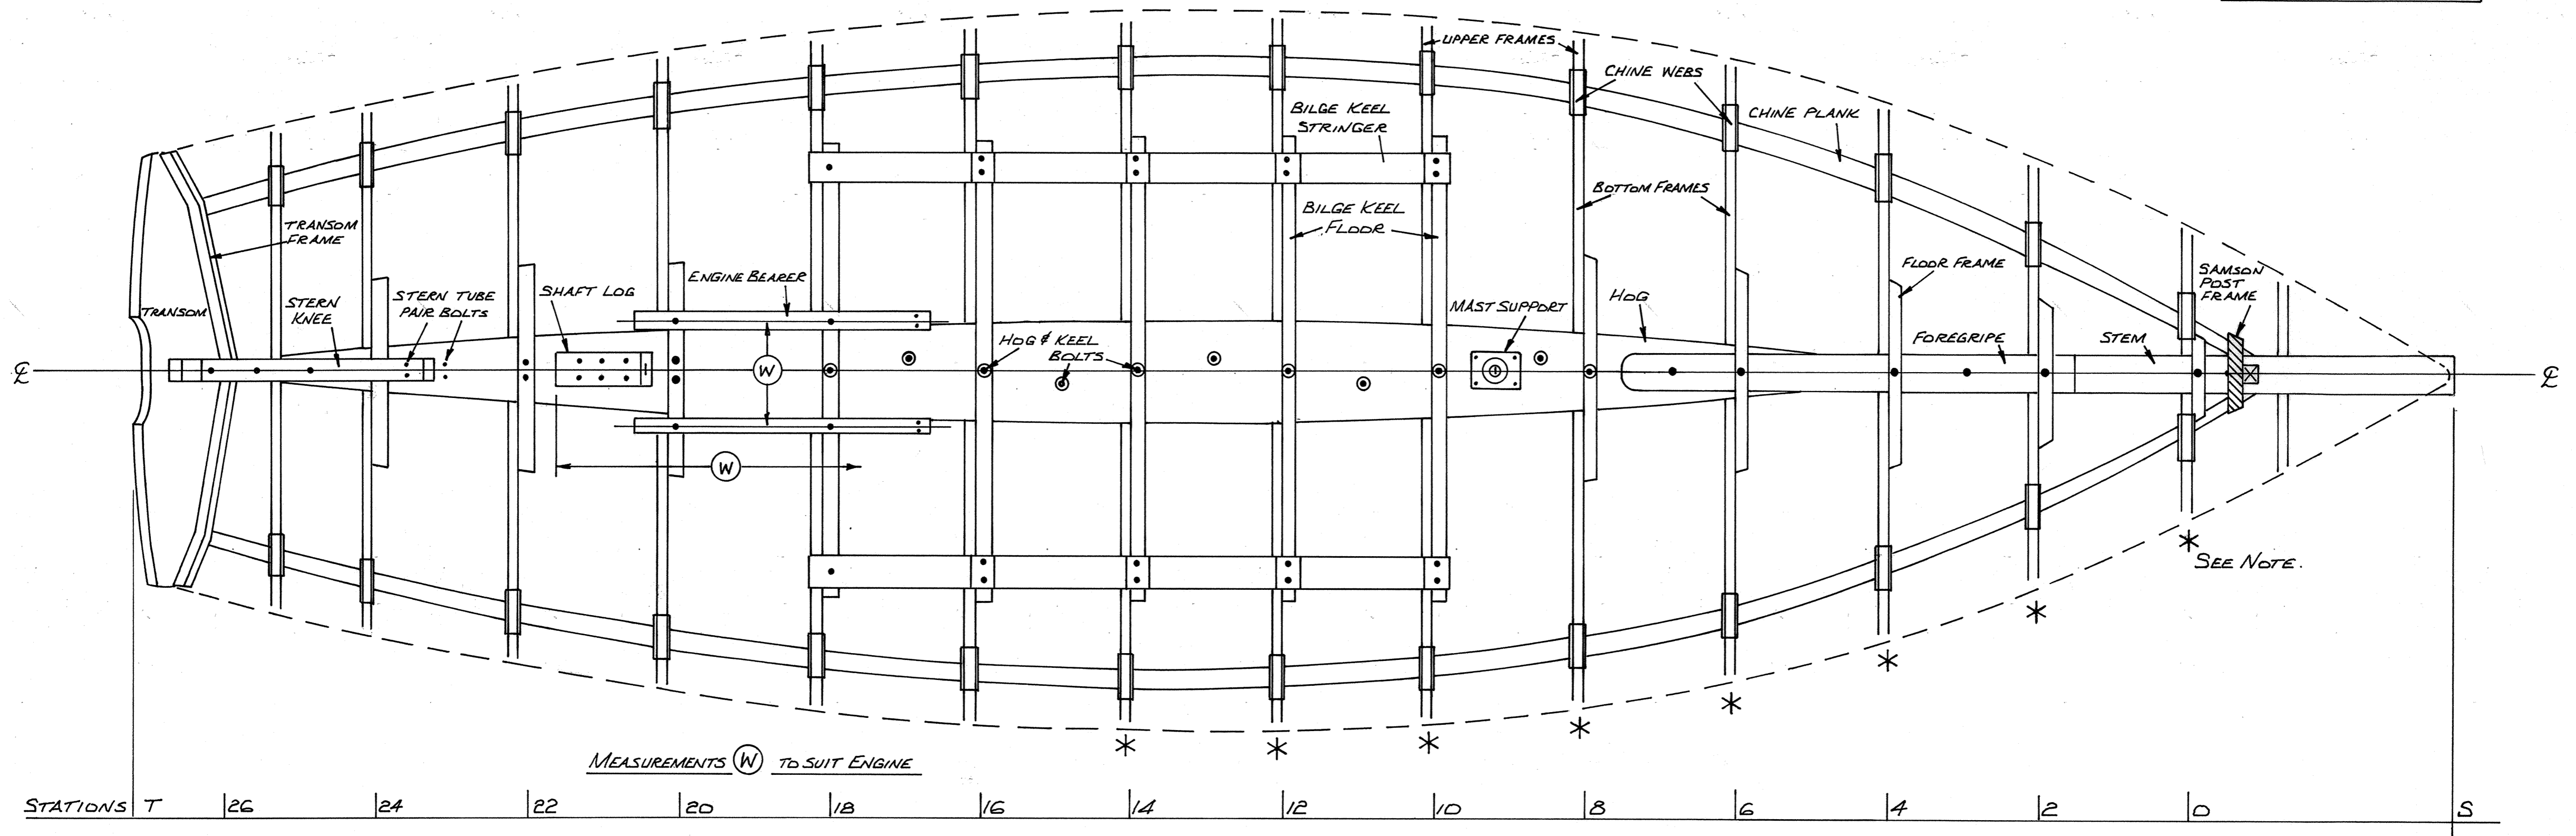 UPPER FRAMES
CHINE WEBS
CHINE PLANK
BILGE KEEL
STRINGER
BOTTOM FRAMES
BILGE KEEL
FLOOR
TRANSOM
FRAME
FLOOR FRAME
SAMSON
POST
FRAME
ENGINE BEARER
SHAFT LOG
STERN TUBE
PAIR BOLTS
STERN
KNEE
TRANSOM
MAST SUPPORT
HOG
HOG & KEEL
BOLTS
FOREGRIPE
STEM
℄
℄
W
W
* SEE NOTE.
*
*
*
*
*
*
*
MEASUREMENTS W TO SUIT ENGINE
STATIONS T 26 24 22 20 18 16 14 12 10 8 6 4 2 0 S